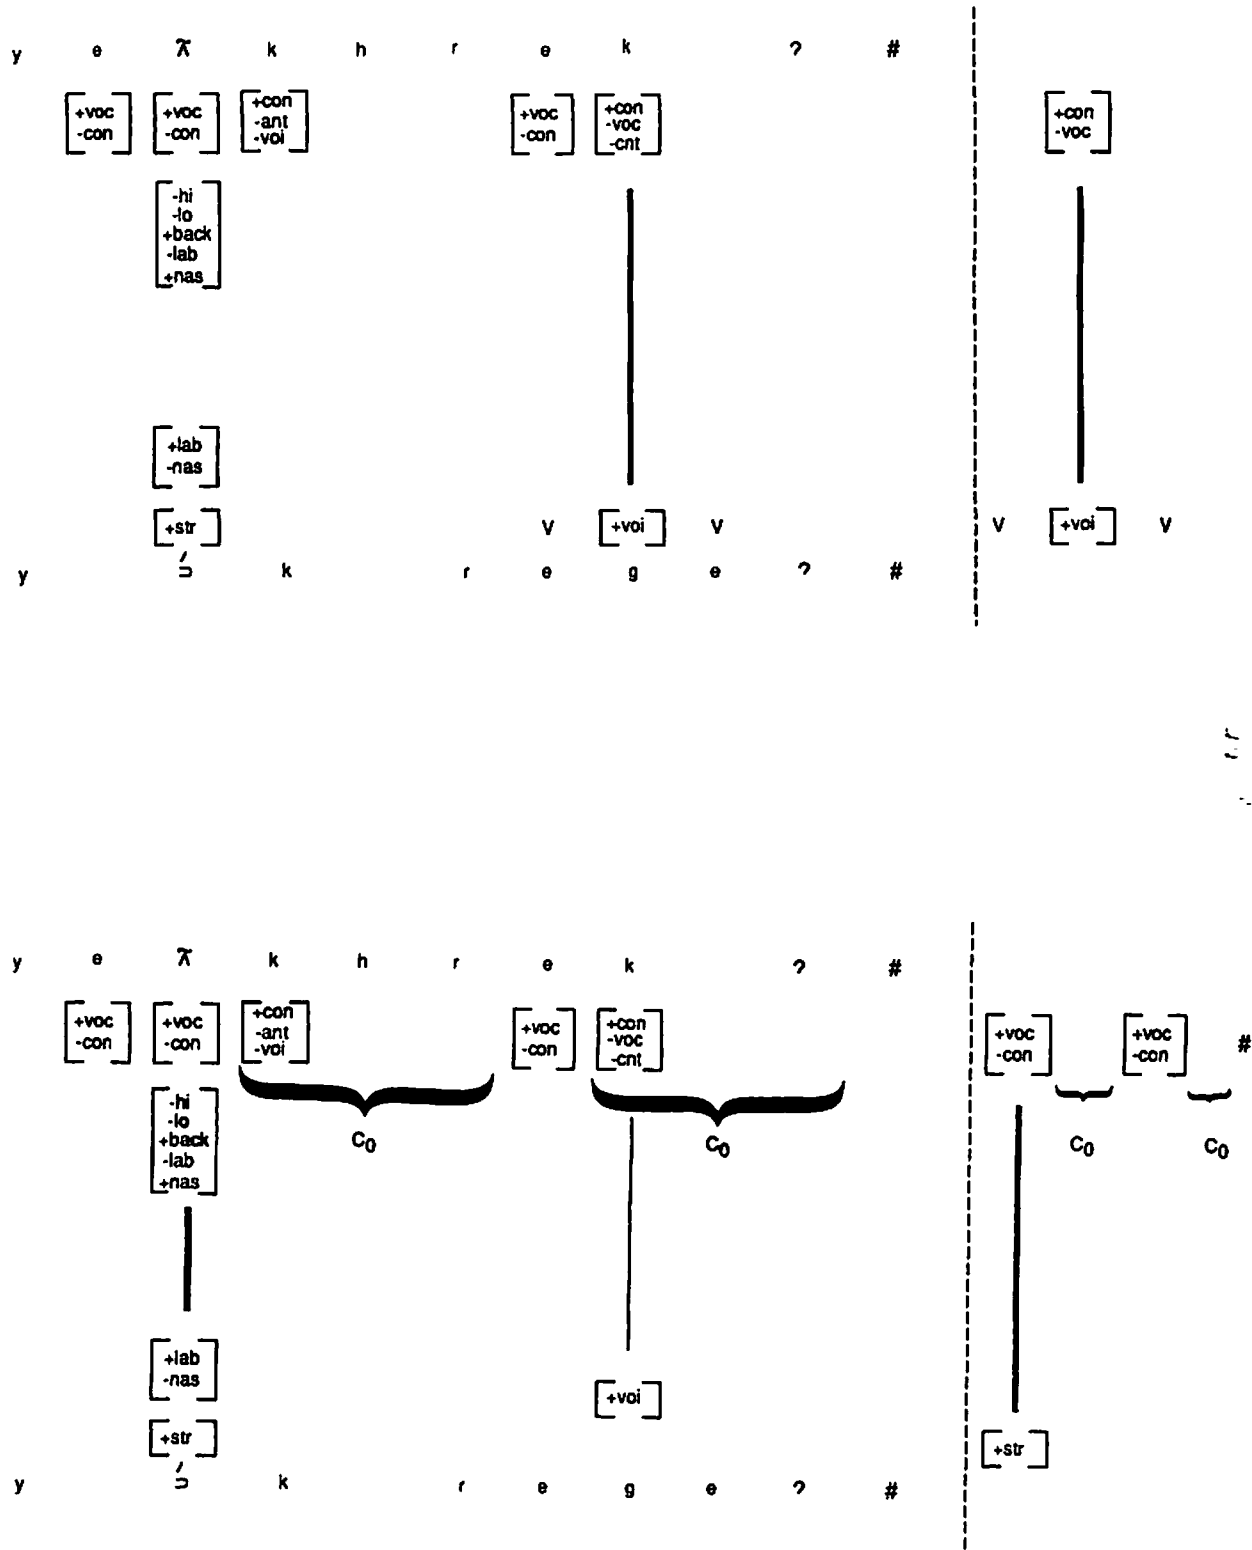 y e ʌ̃ k h r e k ? #
[+voc -con] [+voc -con] [+con -ant -voi] [+voc -con] [+con -voc -cnt] [+con -voc]
[-hi -lo +back -lab +nas]
[+lab -nas]
[+str] V [+voi] V V [+voi] V
y ɔ́ k r e g e ? #
y e ʌ̃ k h r e k ? #
[+voc -con] [+voc -con] [+con -ant -voi] [+voc -con] [+con -voc -cnt] [+voc -con] [+voc -con] #
[-hi -lo +back -lab +nas] C0 C0 C0 C0
[+lab -nas] [+voi]
[+str] [+str]
y ɔ́ k r e g e ? #